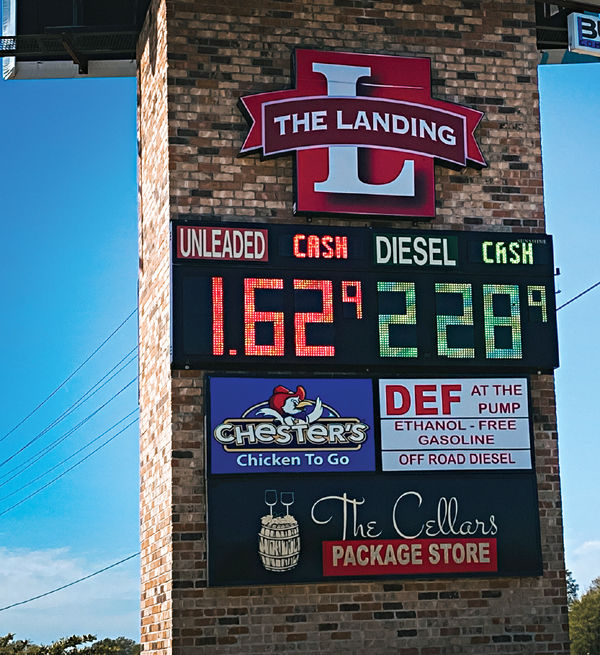 L
THE LANDING
UNLEADED CASH DIESEL CASH
SUNSHINE
1.62 9 2.28 9
CHESTER'S
Chicken To Go
DEF AT THE PUMP
ETHANOL - FREE
GASOLINE
OFF ROAD DIESEL
The Cellars
PACKAGE STORE